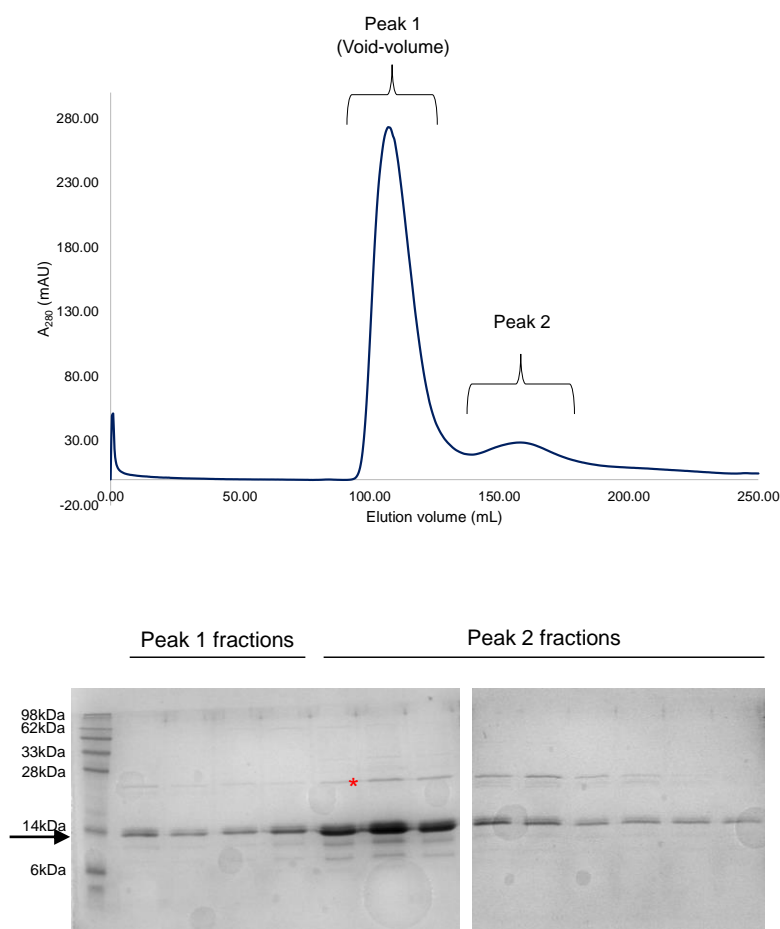 Peak 1
(Void-volume)
280.00
230.00
180.00
130.00
80.00
30.00
-20.00
A280 (mAU)
Peak 2
0.00 50.00 100.00 150.00 200.00 250.00
Elution volume (mL)
Peak 1 fractions Peak 2 fractions
98kDa
62kDa
33kDa
28kDa
*
14kDa
6kDa